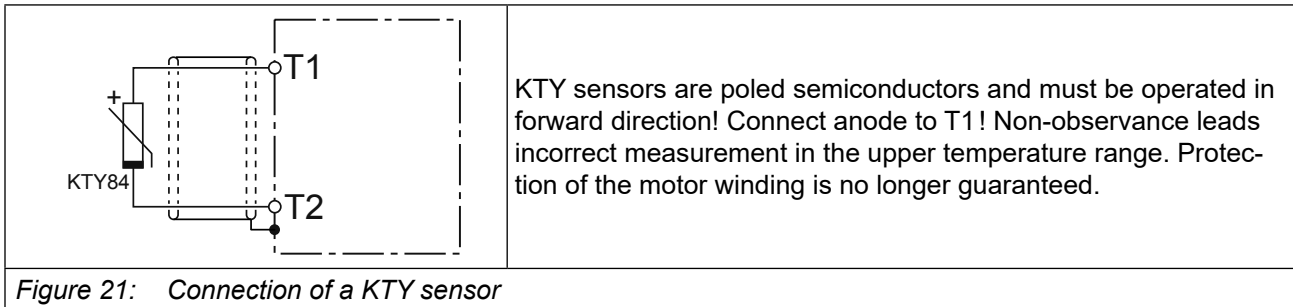 T1
+
KTY84
T2
KTY sensors are poled semiconductors and must be operated in
forward direction! Connect anode to T1! Non-observance leads
incorrect measurement in the upper temperature range. Protec-
tion of the motor winding is no longer guaranteed.
Figure 21: Connection of a KTY sensor